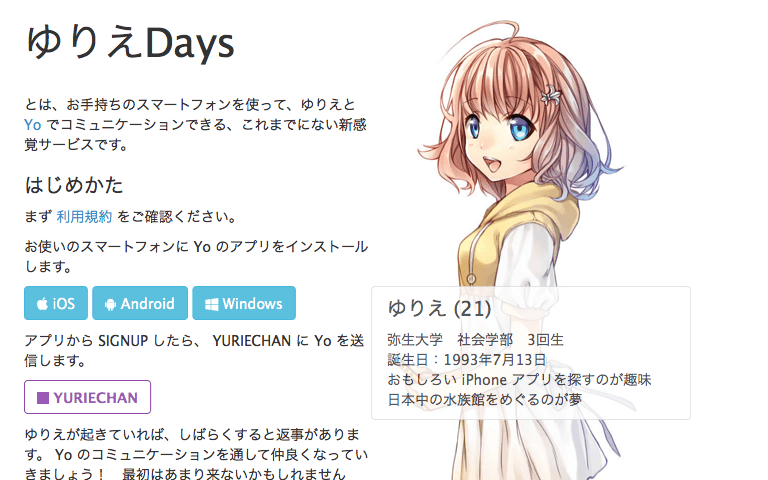 ゆりえDays
とは、お手持ちのスマートフォンを使って、ゆりえと
Yo でコミュニケーションできる、これまでにない新感
覚サービスです。
はじめかた
まず 利用規約 をご確認ください。
お使いのスマートフォンに Yo のアプリをインストール
します。
iOS Android Windows
アプリから SIGNUP したら、 YURIECHAN に Yo を送
信します。
YURIECHAN
ゆりえが起きていれば、しばらくすると返事がありま
す。 Yo のコミュニケーションを通して仲良くなってい
きましょう！　最初はあまり来ないかもしれません
ゆりえ (21)
弥生大学　社会学部　3回生
誕生日：1993年7月13日
おもしろい iPhone アプリを探すのが趣味
日本中の水族館をめぐるのが夢